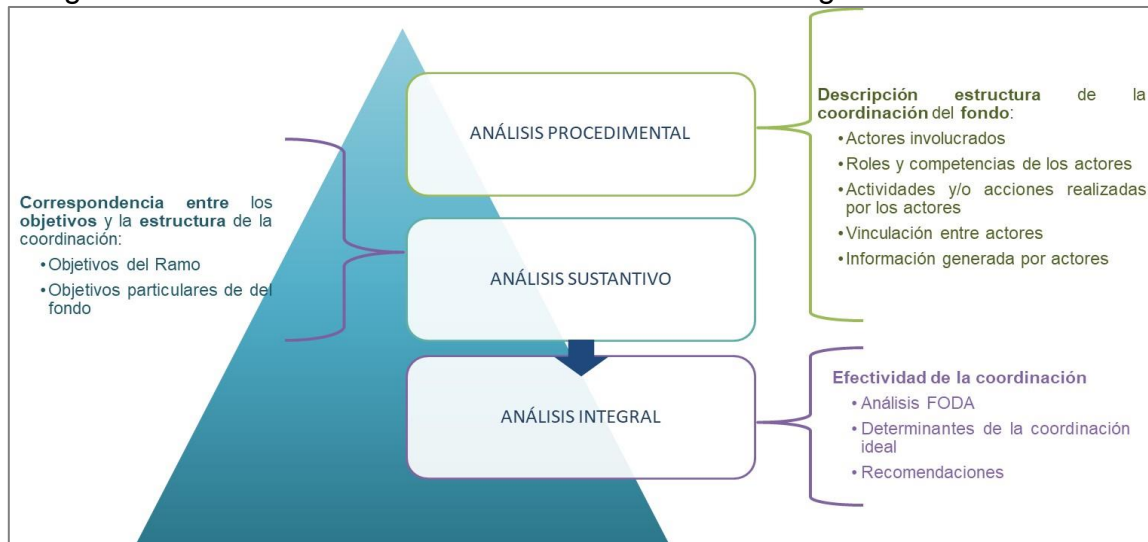 ANÁLISIS PROCEDIMENTAL
Descripción estructura de la
coordinación del fondo:
•Actores involucrados
•Roles y competencias de los actores
•Actividades y/o acciones realizadas
por los actores
•Vinculación entre actores
•Información generada por actores
Correspondencia entre los
objetivos y la estructura de la
coordinación:
•Objetivos del Ramo
•Objetivos particulares de del
fondo
ANÁLISIS SUSTANTIVO
ANÁLISIS INTEGRAL
Efectividad de la coordinación
• Análisis FODA
• Determinantes de la coordinación
ideal
• Recomendaciones